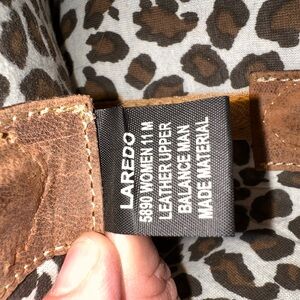 LAREDO
5890 WOMEN 11 M
LEATHER UPPER
BALANCE MAN
MADE MATERIAL